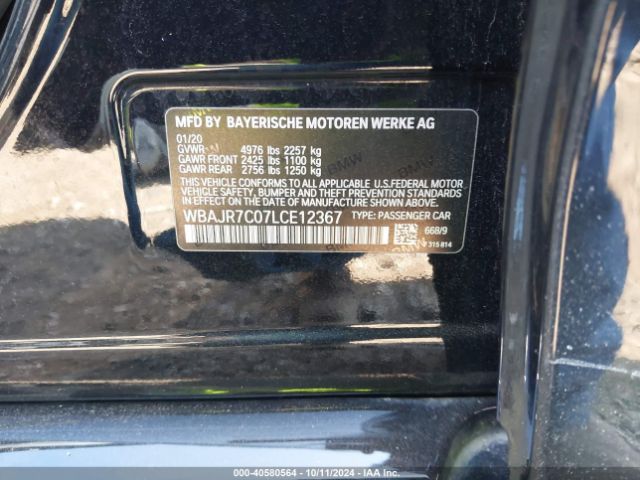 MFD BY BAYERISCHE MOTOREN WERKE AG
01/20
GVWR 4976 lbs 2257 kg
GAWR FRONT 2425 lbs 1100 kg
GAWR REAR 2756 lbs 1250 kg
THIS VEHICLE CONFORMS TO ALL APPLICABLE U.S.FEDERAL MOTOR
VEHICLE SAFETY, BUMPER, AND THEFT PREVENTION STANDARDS
IN EFFECT ON THE DATE OF MANUFACTURE SHOWN ABOVE.
WBAJR7C07LCE12367 TYPE: PASSENGER CAR
668/9
315 814
BMW
000-40580564 | 10/11/2024 | IAA Inc.